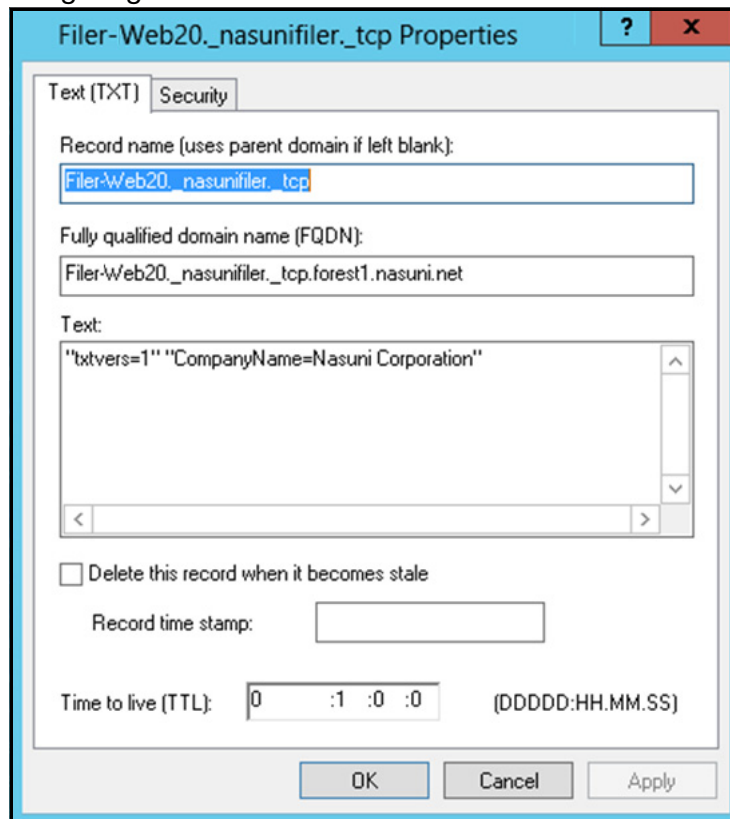 Filer-Web20._nasunifiler._tcp Properties ? x
Text (TXT) Security
Record name (uses parent domain if left blank):
Filer-Web20._nasunifiler._tcp
Fully qualified domain name (FQDN):
Filer-Web20._nasunifiler._tcp.forest1.nasuni.net
Text:
"txtvers=1" "CompanyName=Nasuni Corporation"
Delete this record when it becomes stale
Record time stamp:
Time to live (TTL): 0 :1 :0 :0 (DDDDD:HH.MM.SS)
OK Cancel Apply